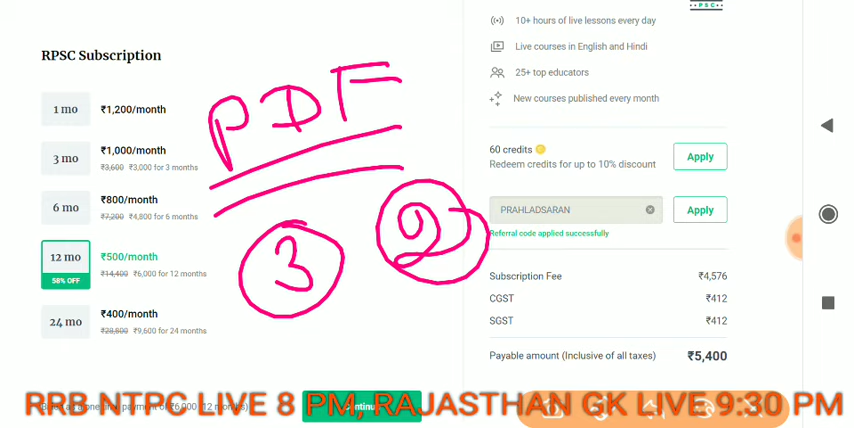 PSC
10+ hours of live lessons every day
Live courses in English and Hindi
25+ top educators
New courses published every month
RPSC Subscription
1 mo ₹1,200/month
3 mo ₹1,000/month
₹3,600 ₹3,000 for 3 months
6 mo ₹800/month
₹7,200 ₹4,800 for 6 months
12 mo ₹500/month
58% OFF ₹14,400 ₹6,000 for 12 months
24 mo ₹400/month
₹28,800 ₹9,600 for 24 months
PDF
3
60 credits
Redeem credits for up to 10% discount
Apply
PRAHLADSARAN
Apply
Referral code applied successfully
Subscription Fee ₹4,576
CGST ₹412
SGST ₹412
Payable amount (Inclusive of all taxes) ₹5,400
RRB NTPC LIVE 8 PM, RAJASTHAN GK LIVE 9:30 PM